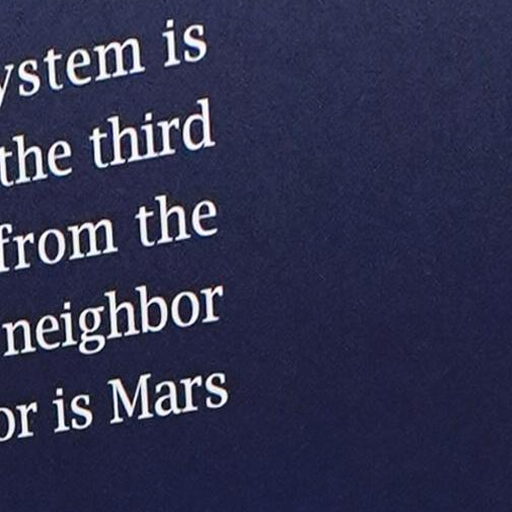 ystem is
the third
from the
neighbor
or is Mars